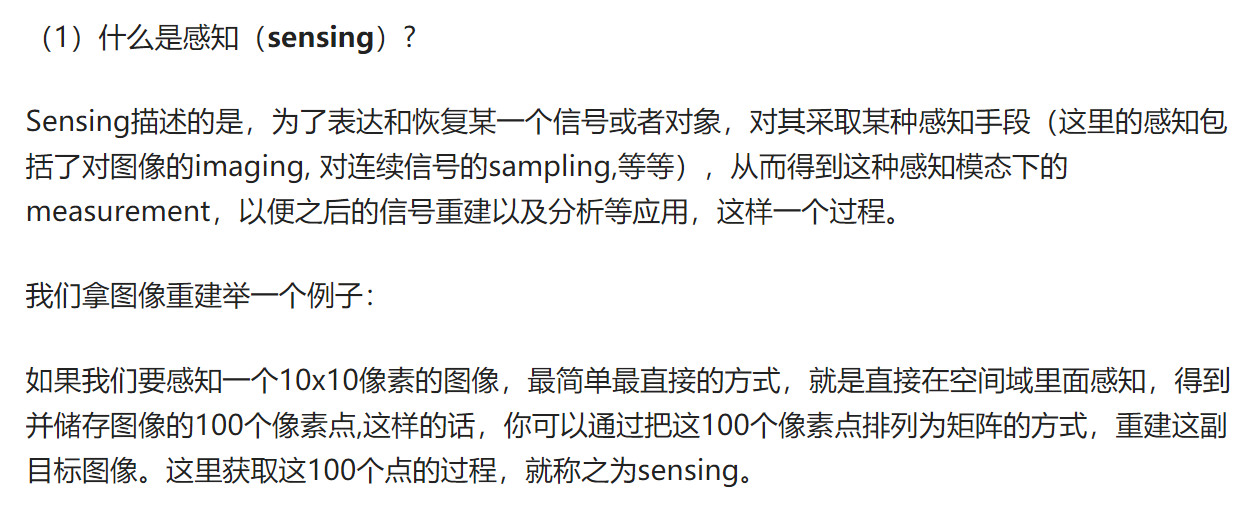 （1）什么是感知（sensing）?
Sensing描述的是，为了表达和恢复某一个信号或者对象，对其采取某种感知手段（这里的感知包
括了对图像的imaging, 对连续信号的sampling,等等），从而得到这种感知模态下的
measurement，以便之后的信号重建以及分析等应用，这样一个过程。
我们拿图像重建举一个例子：
如果我们要感知一个10x10像素的图像，最简单最直接的方式，就是直接在空间域里面感知，得到
并储存图像的100个像素点,这样的话，你可以通过把这100个像素点排列为矩阵的方式，重建这副
目标图像。这里获取这100个点的过程，就称之为sensing。